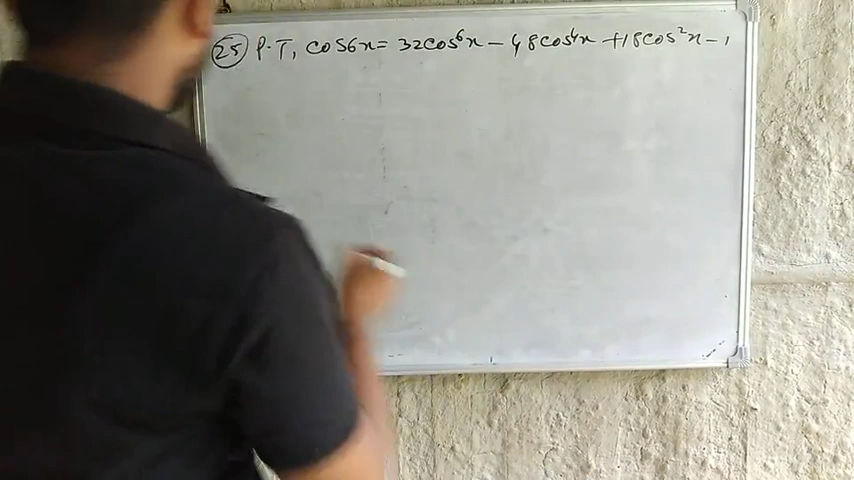 (25) P.T, cos6x = 32cos⁶x - 48cos⁴x + 18cos²x - 1